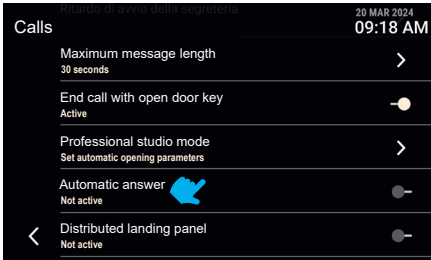 Ritardo di avvio della segreteria
20 MAR 2024
Calls
09:18 AM
Maximum message length
30 seconds
End call with open door key
Active
Professional studio mode
Set automatic opening parameters
Automatic answer
Not active
Distributed landing panel
Not active